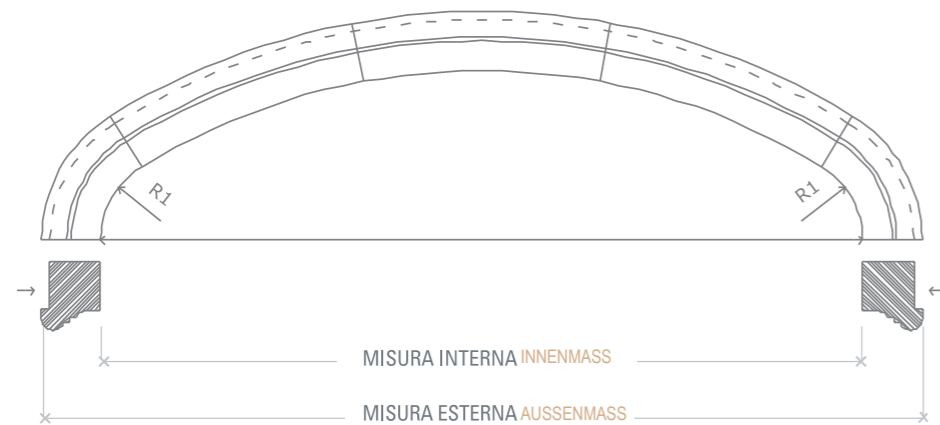 R1 R1
MISURA INTERNA INNENMASS
MISURA ESTERNA AUSSENMASS